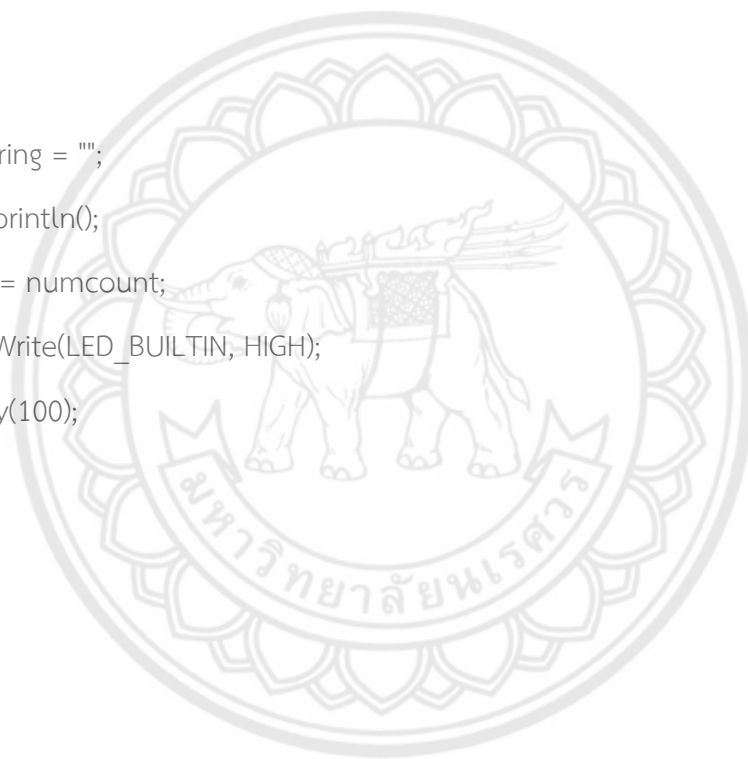 ring = "";
println();
= numcount;
Write(LED_BUILTIN, HIGH);
y(100);
มหาวิทยาลัยนเรศวร